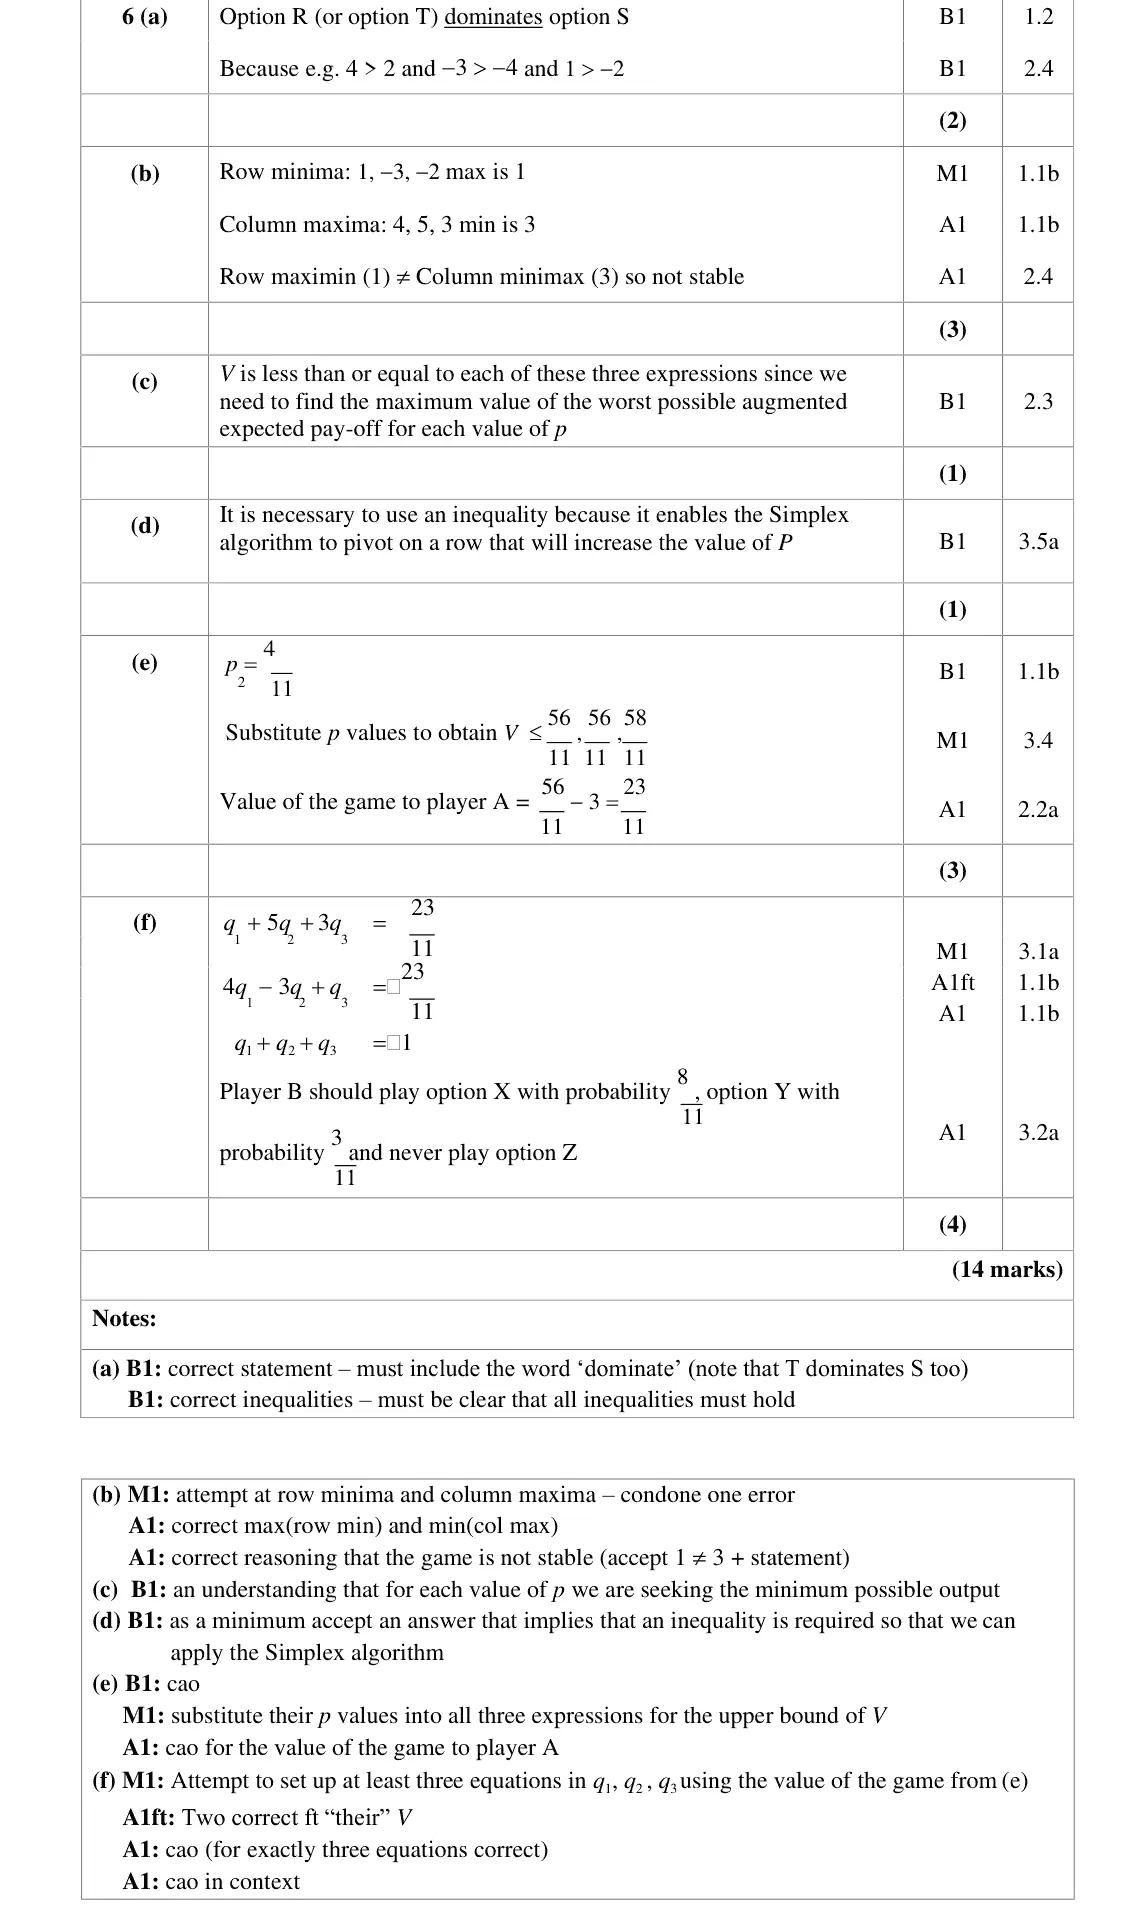 6 (a) Option R (or option T) dominates option S B1 1.2
Because e.g. 4 > 2 and −3 > −4 and 1 > −2 B1 2.4
(2)
(b) Row minima: 1, −3, −2 max is 1 M1 1.1b
Column maxima: 4, 5, 3 min is 3 A1 1.1b
Row maximin (1) ≠ Column minimax (3) so not stable A1 2.4
(3)
(c) V is less than or equal to each of these three expressions since we
need to find the maximum value of the worst possible augmented B1 2.3
expected pay-off for each value of p
(1)
(d) It is necessary to use an inequality because it enables the Simplex
algorithm to pivot on a row that will increase the value of P B1 3.5a
(1)
(e) p₂ = 4/11 B1 1.1b
Substitute p values to obtain V ≤ 56/11, 56/11, 58/11 M1 3.4
Value of the game to player A = 56/11 − 3 = 23/11 A1 2.2a
(3)
(f) q₁ + 5q₂ + 3q₃ = 23/11 M1 3.1a
4q₁ − 3q₂ + q₃ =□ 23/11 A1ft 1.1b
A1 1.1b
q₁ + q₂ + q₃ =□1
Player B should play option X with probability 8/11, option Y with
probability 3/11 and never play option Z A1 3.2a
(4)
(14 marks)
Notes:
(a) B1: correct statement – must include the word ‘dominate’ (note that T dominates S too)
B1: correct inequalities – must be clear that all inequalities must hold
(b) M1: attempt at row minima and column maxima – condone one error
A1: correct max(row min) and min(col max)
A1: correct reasoning that the game is not stable (accept 1 ≠ 3 + statement)
(c) B1: an understanding that for each value of p we are seeking the minimum possible output
(d) B1: as a minimum accept an answer that implies that an inequality is required so that we can
apply the Simplex algorithm
(e) B1: cao
M1: substitute their p values into all three expressions for the upper bound of V
A1: cao for the value of the game to player A
(f) M1: Attempt to set up at least three equations in q₁, q₂ , q₃ using the value of the game from (e)
A1ft: Two correct ft “their” V
A1: cao (for exactly three equations correct)
A1: cao in context